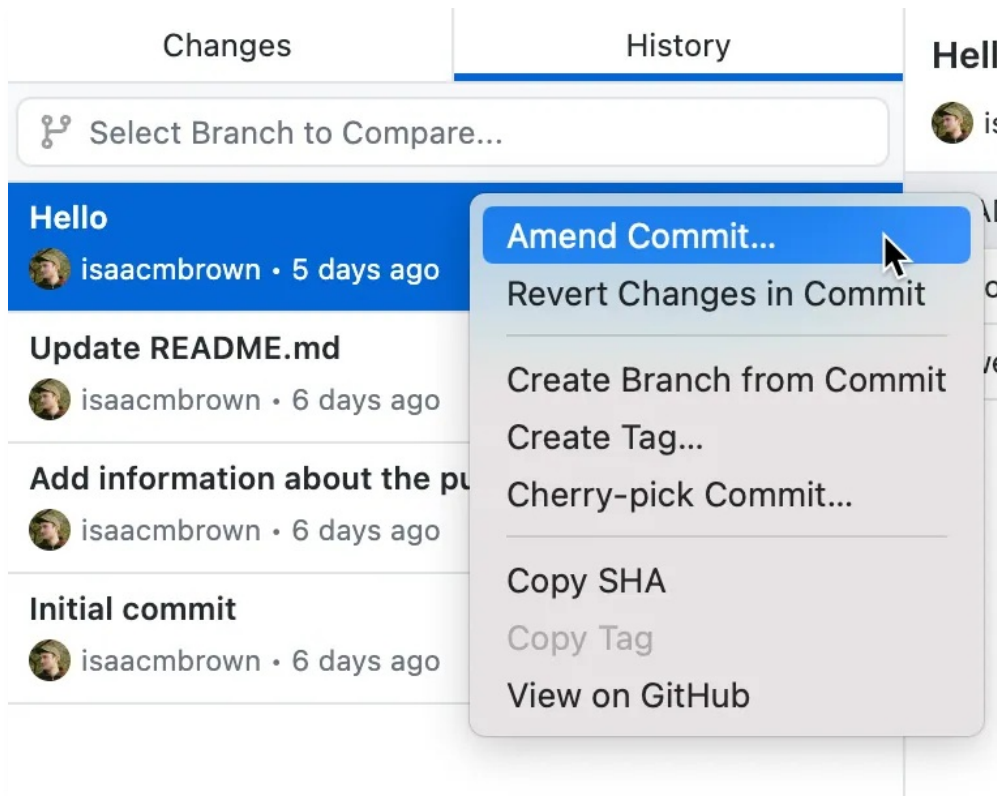 Changes
History
Select Branch to Compare...
Hello
isaacmbrown • 5 days ago
Update README.md
isaacmbrown • 6 days ago
Add information about the
isaacmbrown • 6 days ago
Initial commit
isaacmbrown • 6 days ago
Amend Commit...
Revert Changes in Commit
Create Branch from Commit
Create Tag...
Cherry-pick Commit...
Copy SHA
Copy Tag
View on GitHub